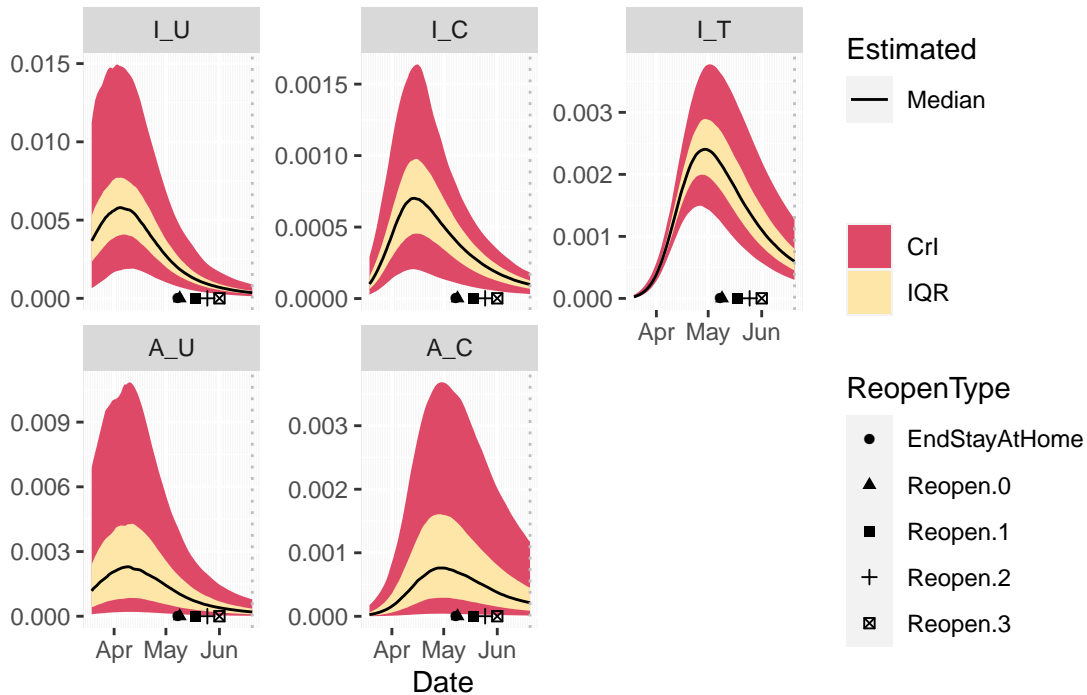 I_U
I_C
I_T
0.015
0.010
0.005
0.000
0.0015
0.0010
0.0005
0.0000
0.003
0.002
0.001
0.000
Apr May Jun
A_U
A_C
0.009
0.006
0.003
0.000
0.003
0.002
0.001
0.000
Apr May Jun
Apr May Jun
Date
Estimated
Median
CrI
IQR
ReopenType
EndStayAtHome
Reopen.0
Reopen.1
Reopen.2
Reopen.3